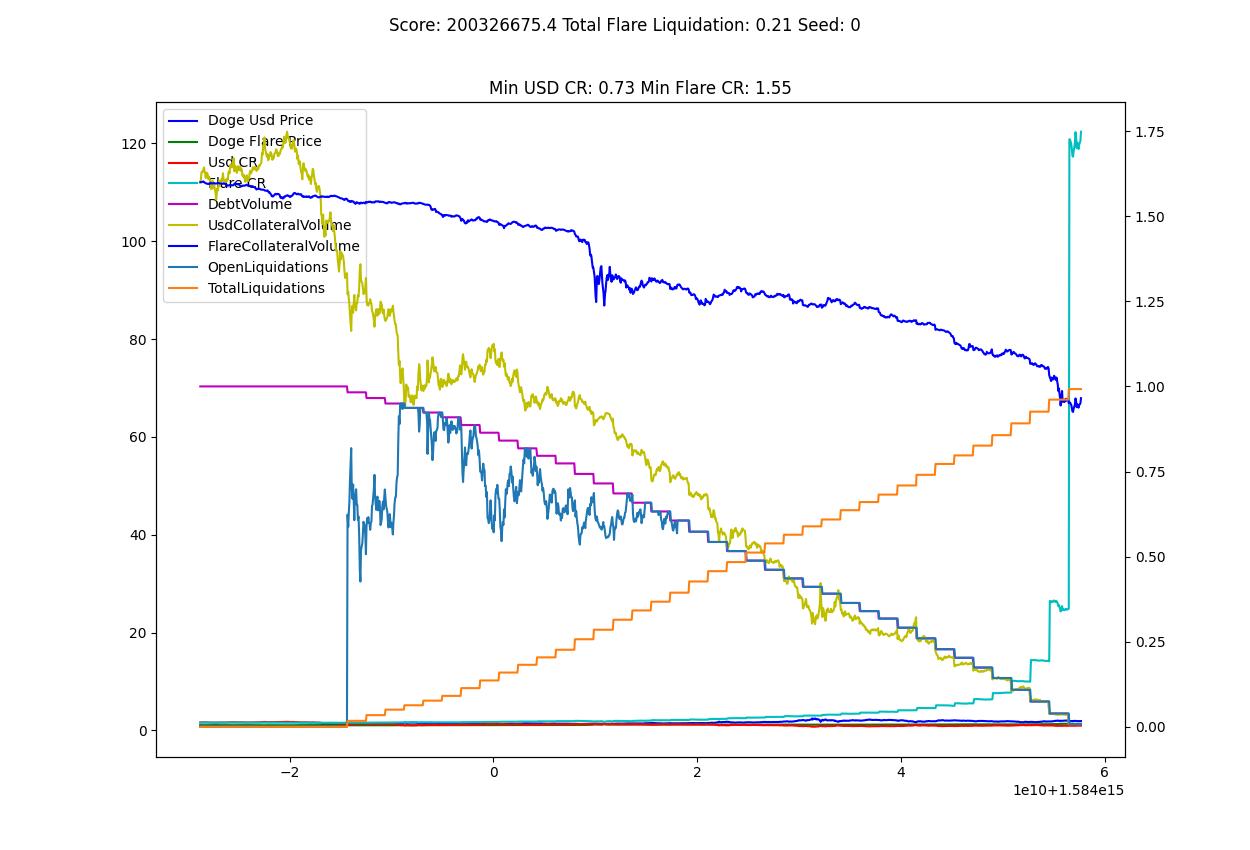 Score: 200326675.4 Total Flare Liquidation: 0.21 Seed: 0
Min USD CR: 0.73 Min Flare CR: 1.55
Doge Usd Price
Doge Flare Price
Usd CR
Flare CR
DebtVolume
UsdCollateralVolume
FlareCollateralVolume
OpenLiquidations
TotalLiquidations
120
100
80
60
40
20
0
1.75
1.50
1.25
1.00
0.75
0.50
0.25
0.00
−2
0
2
4
6
1e10+1.584e15